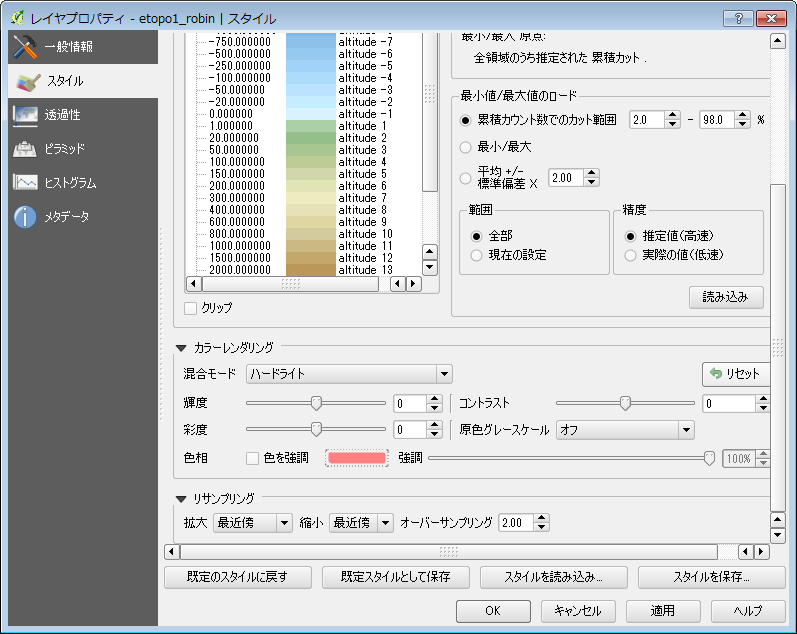 レイヤプロパティ - etopo1_robin | スタイル
一般情報
スタイル
透過性
ピラミッド
ヒストグラム
メタデータ
-750.000000 altitude -7
-500.000000 altitude -6
-250.000000 altitude -5
-100.000000 altitude -4
-50.000000 altitude -3
-20.000000 altitude -2
0.000000 altitude -1
1.000000 altitude 1
20.000000 altitude 2
50.000000 altitude 3
100.000000 altitude 4
150.000000 altitude 5
200.000000 altitude 6
300.000000 altitude 7
400.000000 altitude 8
600.000000 altitude 9
800.000000 altitude 10
1000.000000 altitude 11
1500.000000 altitude 12
2000.000000 altitude 13
クリップ
最小/最大 原点:
全領域のうち推定された 累積カット .
最小値/最大値のロード
累積カウント数でのカット範囲 2.0 - 98.0 %
最小/最大
平均 +/-
標準偏差 X 2.00
範囲
全部
現在の設定
精度
推定値(高速)
実際の値(低速)
読み込み
カラーレンダリング
混合モード ハードライト リセット
輝度 0 コントラスト 0
彩度 0 原色グレースケール オフ
色相 色を強調 強調 100%
リサンプリング
拡大 最近傍 縮小 最近傍 オーバーサンプリング 2.00
既定のスタイルに戻す 既定スタイルとして保存 スタイルを読み込み... スタイルを保存...
OK キャンセル 適用 ヘルプ